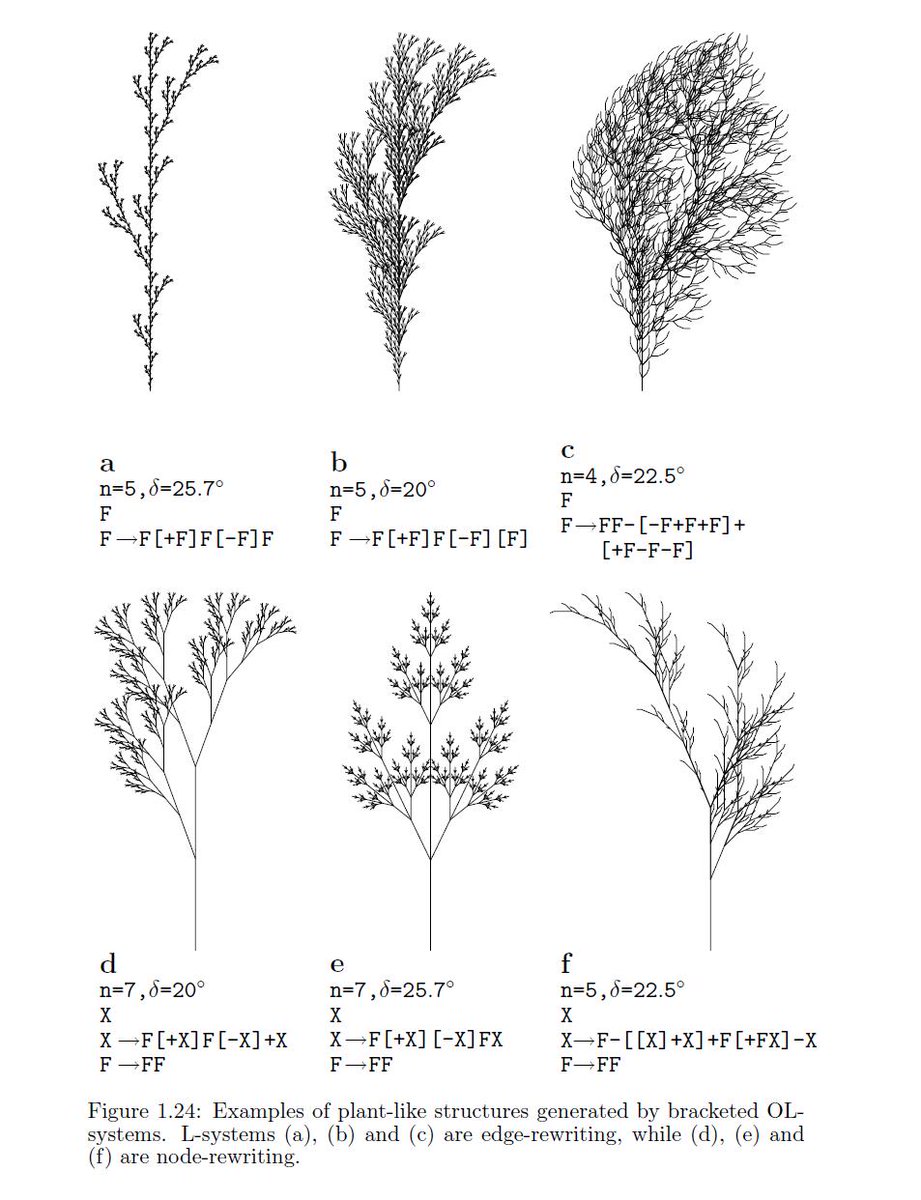 a
n=5,δ=25.7°
F
F→F[+F]F[-F]F
b
n=5,δ=20°
F
F→F[+F]F[-F][F]
c
n=4,δ=22.5°
F
F→FF-[-F+F+F]+
[+F-F-F]
d
n=7,δ=20°
X
X→F[+X]F[-X]+X
F→FF
e
n=7,δ=25.7°
X
X→F[+X][-X]FX
F→FF
f
n=5,δ=22.5°
X
X→F-[[X]+X]+F[+FX]-X
F→FF
Figure 1.24: Examples of plant-like structures generated by bracketed OL-
systems. L-systems (a), (b) and (c) are edge-rewriting, while (d), (e) and
(f) are node-rewriting.